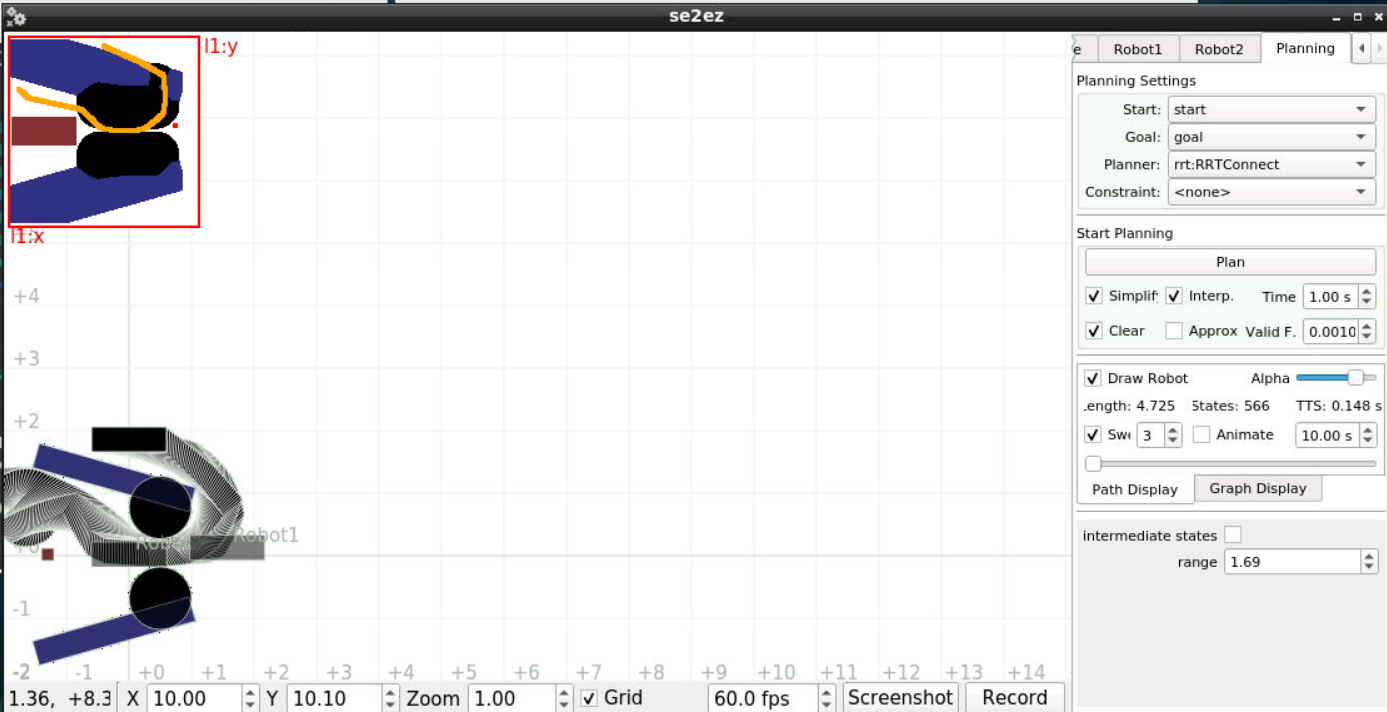 se2ez
l1:y
l1:x
e Robot1 Robot2 Planning
Planning Settings
Start: start
Goal: goal
Planner: rrt:RRTConnect
Constraint: <none>
Start Planning
Plan
Simplif Interp. Time 1.00 s
Clear Approx Valid F. 0.0010
Draw Robot Alpha
.ength: 4.725 States: 566 TTS: 0.148 s
Swe 3 Animate 10.00 s
Path Display Graph Display
intermediate states
range 1.69
+4
+3
+2
Robot1
+0
-1
-2 -1 +0 +1 +2 +3 +4 +5 +6 +7 +8 +9 +10 +11 +12 +13 +14
1.36, +8.3 X 10.00 Y 10.10 Zoom 1.00 Grid 60.0 fps Screenshot Record